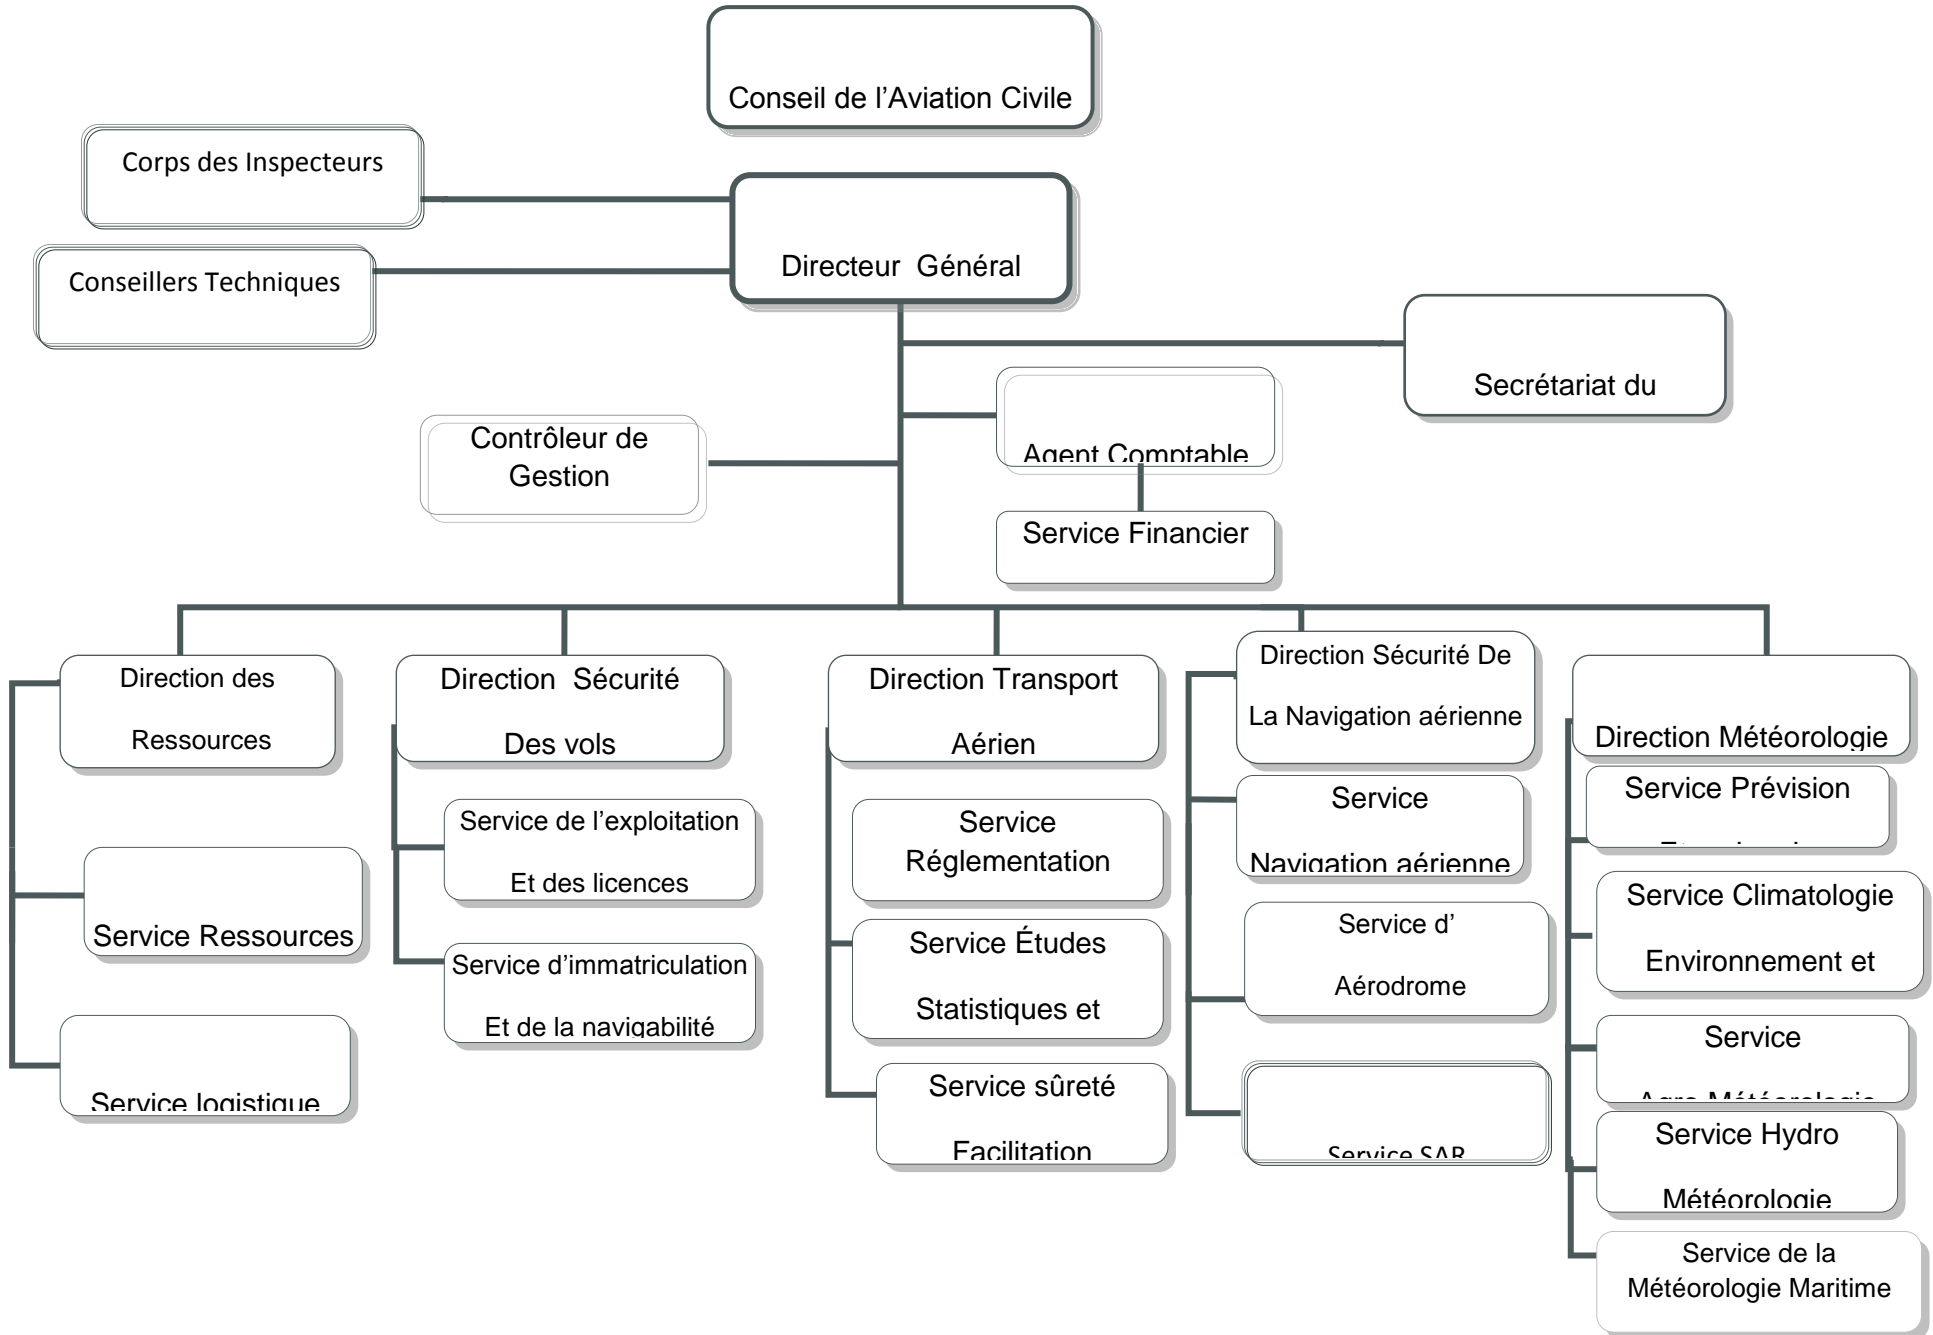 Conseil de l’Aviation Civile
Corps des Inspecteurs
Directeur  Général
Conseillers Techniques
Secrétariat du
Agent Comptable
Contrôleur de
Gestion
Service Financier
Direction des
Ressources
Service Ressources
Service logistique
Direction  Sécurité
Des vols
Service de l’exploitation
Et des licences
Service d’immatriculation
Et de la navigabilité
Direction Transport
Aérien
Service
Réglementation
Service Études
Statistiques et
Service sûreté
Facilitation
Direction Sécurité De
La Navigation aérienne
Service
Navigation aérienne
Service d’
Aérodrome
Service SAR
Direction Météorologie
Service Prévision
Service Climatologie
Environnement et
Service
Agro Météorologie
Service Hydro
Météorologie
Service de la
Météorologie Maritime